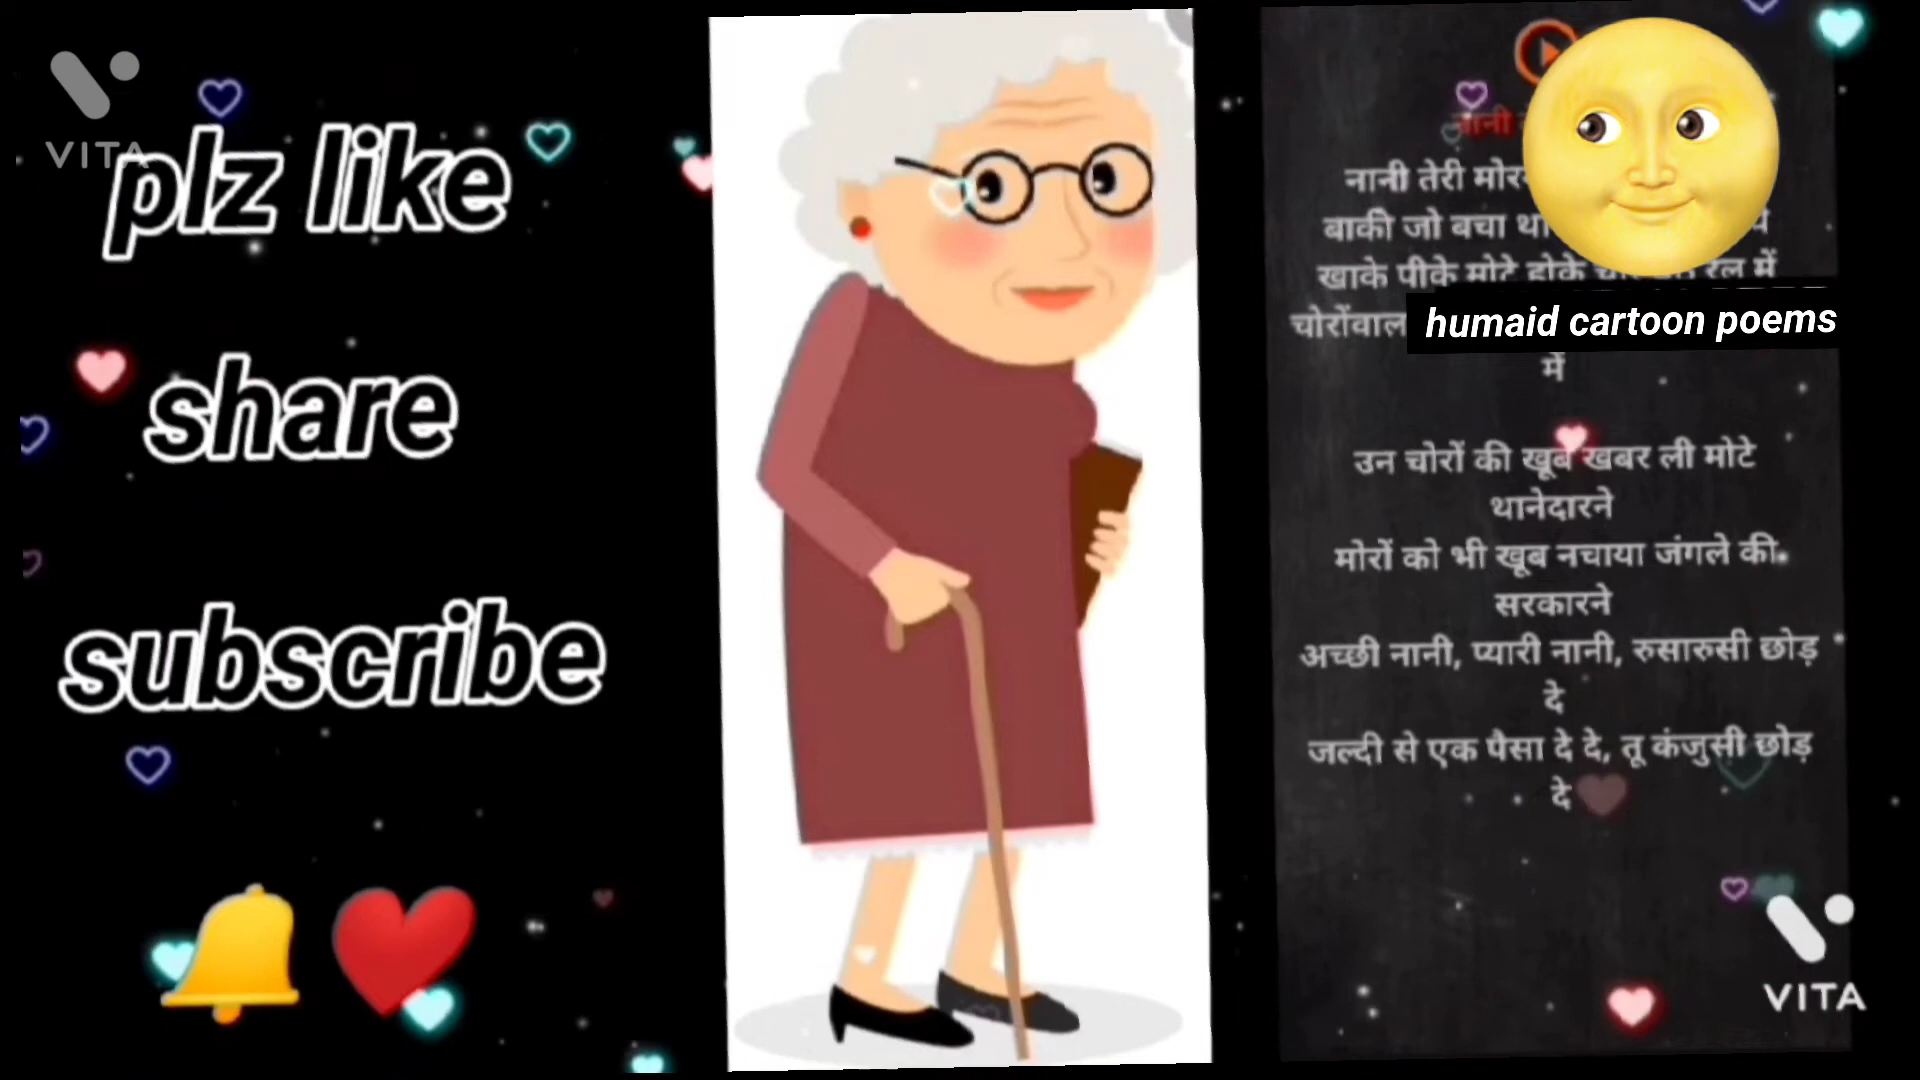 VITA
plz like
share
subscribe
नानी
नानी तेरी
बाकी जो बचा था
खाके पीके मोटे होके रेल में
चोरोंवाल
humaid cartoon poems
में
उन चोरों की खूब खबर ली मोटे
थानेदारने
मोरों को भी खूब नचाया जंगले की
सरकारने
अच्छी नानी, प्यारी नानी, रुसारुसी छोड़
दे
जल्दी से एक पैसा दे दे, तू कंजुसी छोड़
दे
VITA